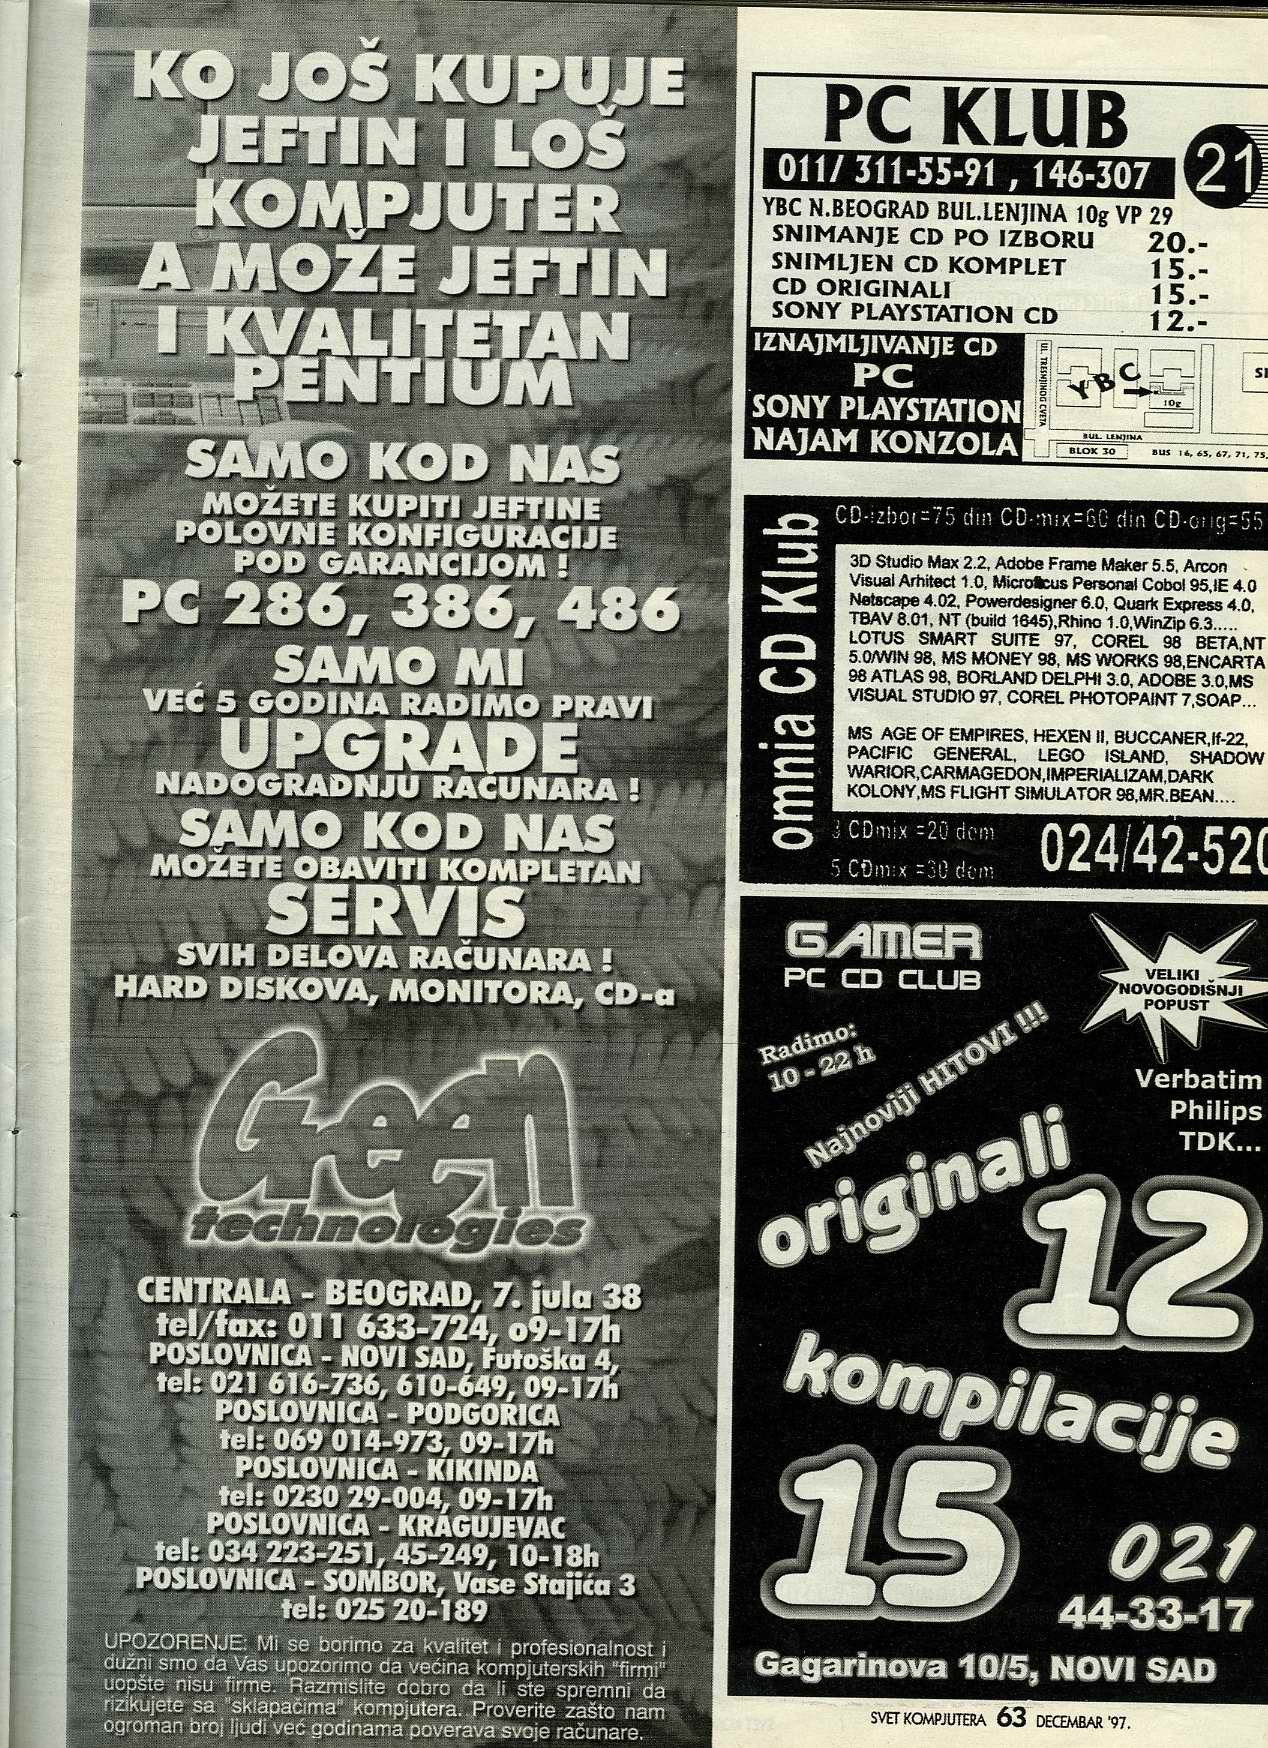 KO JOŠ KUPUJE
JEFTIN I LOŠ
KOMPJUTER
A MOŽE JEFTIN
I KVALITETAN
PENTIUM
SAMO KOD NAS
MOŽETE KUPITI JEFTINE
POLOVNE KONFIGURACIJE
POD GARANCIJOM !
PC 286, 386, 486
SAMO MI
VEĆ 5 GODINA RADIMO PRAVI
UPGRADE
NADOGRADNJU RAČUNARA !
SAMO KOD NAS
MOŽETE OBAVITI KOMPLETAN
SERVIS
SVIH DELOVA RAČUNARA !
HARD DISKOVA, MONITORA, CD-a
Green
technologies
CENTRALA - BEOGRAD, 7. jula 38
tel/fax: 011 633-724, o9-17h
POSLOVNICA - NOVI SAD, Futoška 4,
tel: 021 616-736, 610-649, 09-17h
POSLOVNICA - PODGORICA
tel: 069 014-973, 09-17h
POSLOVNICA - KIKINDA
tel: 0230 29-004, 09-17h
POSLOVNICA - KRAGUJEVAC
tel: 034 223-251, 45-249, 10-18h
POSLOVNICA - SOMBOR, Vase Stajića 3
tel: 025 20-189
UPOZORENJE: Mi se borimo za kvalitet i profesionalnost i
dužni smo da Vas upozorimo da većina kompjuterskih "firmi"
uopšte nisu firme. Razmislite dobro da li ste spremni da
rizikujete sa "sklapačima" kompjutera. Proverite zašto nam
ogroman broj ljudi već godinama poverava svoje računare.
PC KLUB
21
011/ 311-55-91 , 146-307
YBC N.BEOGRAD BUL.LENJINA 10g VP 29
SNIMANJE CD PO IZBORU 20.-
SNIMLJEN CD KOMPLET 15.-
CD ORIGINALI 15.-
SONY PLAYSTATION CD 12.-
IZNAJMLJIVANJE CD
PC
SONY PLAYSTATION
NAJAM KONZOLA
UL. TRESNJINOG CVETA
YBC
10g
BUL. LENJINA
BLOK 30
BUS 16, 65, 67, 71, 75,
omnia CD Klub
CD-izbor=75 din CD-mix=60 din CD-orig=55
3D Studio Max 2.2, Adobe Frame Maker 5.5, Arcon
Visual Arhitect 1.0, Microficus Personal Cobol 95,IE 4.0
Netscape 4.02, Powerdesigner 6.0, Quark Express 4.0,
TBAV 8.01, NT (build 1645),Rhino 1.0,WinZip 6.3.....
LOTUS SMART SUITE 97, COREL 98 BETA,NT
5.0/WIN 98, MS MONEY 98, MS WORKS 98,ENCARTA
98 ATLAS 98, BORLAND DELPHI 3.0, ADOBE 3.0,MS
VISUAL STUDIO 97, COREL PHOTOPAINT 7,SOAP...
MS AGE OF EMPIRES, HEXEN II, BUCCANER,If-22,
PACIFIC GENERAL, LEGO ISLAND, SHADOW
WARIOR,CARMAGEDON,IMPERIALIZAM,DARK
KOLONY,MS FLIGHT SIMULATOR 98,MR.BEAN....
3 CDmix =20 dem
5 CDmix =30 dem
024/42-520
GAMER
PC CD CLUB
VELIKI
NOVOGODIŠNJI
POPUST
Radimo:
10 - 22 h
Najnoviji HITOVI !!!
Verbatim
Philips
TDK...
originali
12
kompilacije
15
021
44-33-17
Gagarinova 10/5, NOVI SAD
SVET KOMPJUTERA 63 DECEMBAR '97.